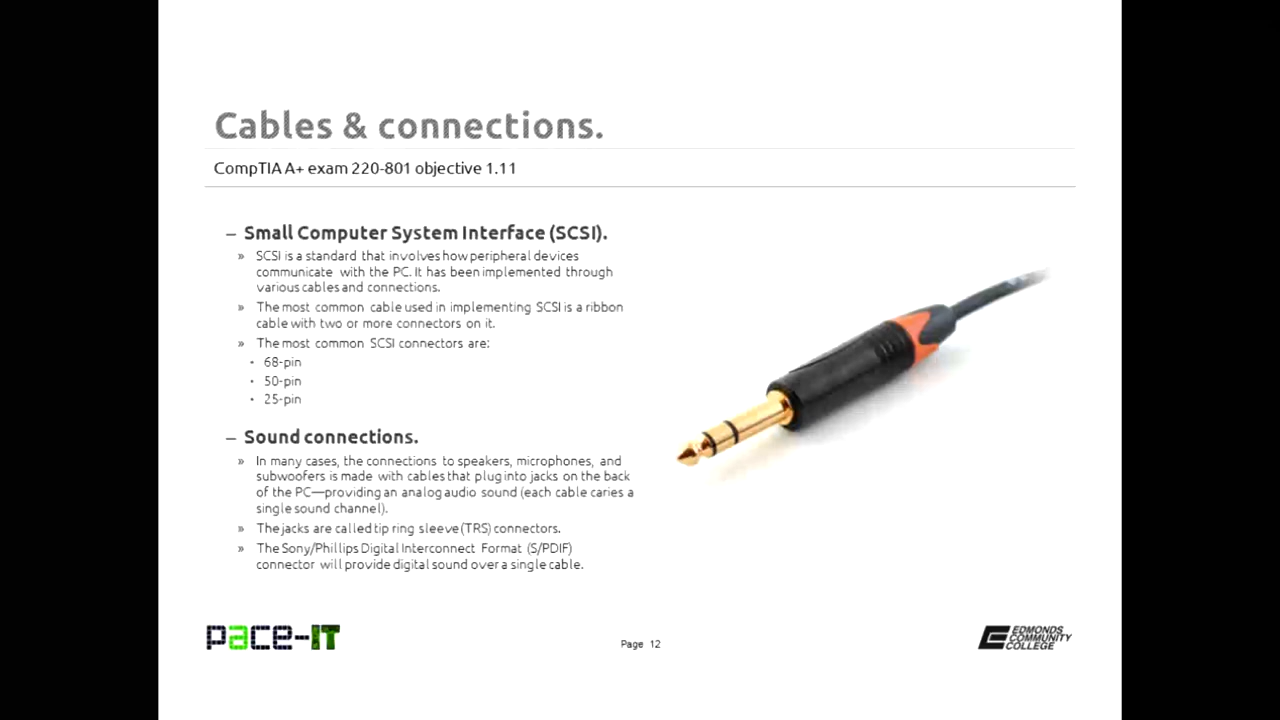 Cables & connections.
CompTIA A+ exam 220-801 objective 1.11
– Small Computer System Interface (SCSI).
» SCSI is a standard that involves how peripheral devices
communicate with the PC. It has been implemented through
various cables and connections.
» The most common cable used in implementing SCSI is a ribbon
cable with two or more connectors on it.
» The most common SCSI connectors are:
• 68-pin
• 50-pin
• 25-pin
– Sound connections.
» In many cases, the connections to speakers, microphones, and
subwoofers is made with cables that plug into jacks on the back
of the PC—providing an analog audio sound (each cable caries a
single sound channel).
» The jacks are called tip ring sleeve (TRS) connectors.
» The Sony/Phillips Digital Interconnect Format (S/PDIF)
connector will provide digital sound over a single cable.
pace-IT
Page 12
EDMONDS
COMMUNITY
COLLEGE